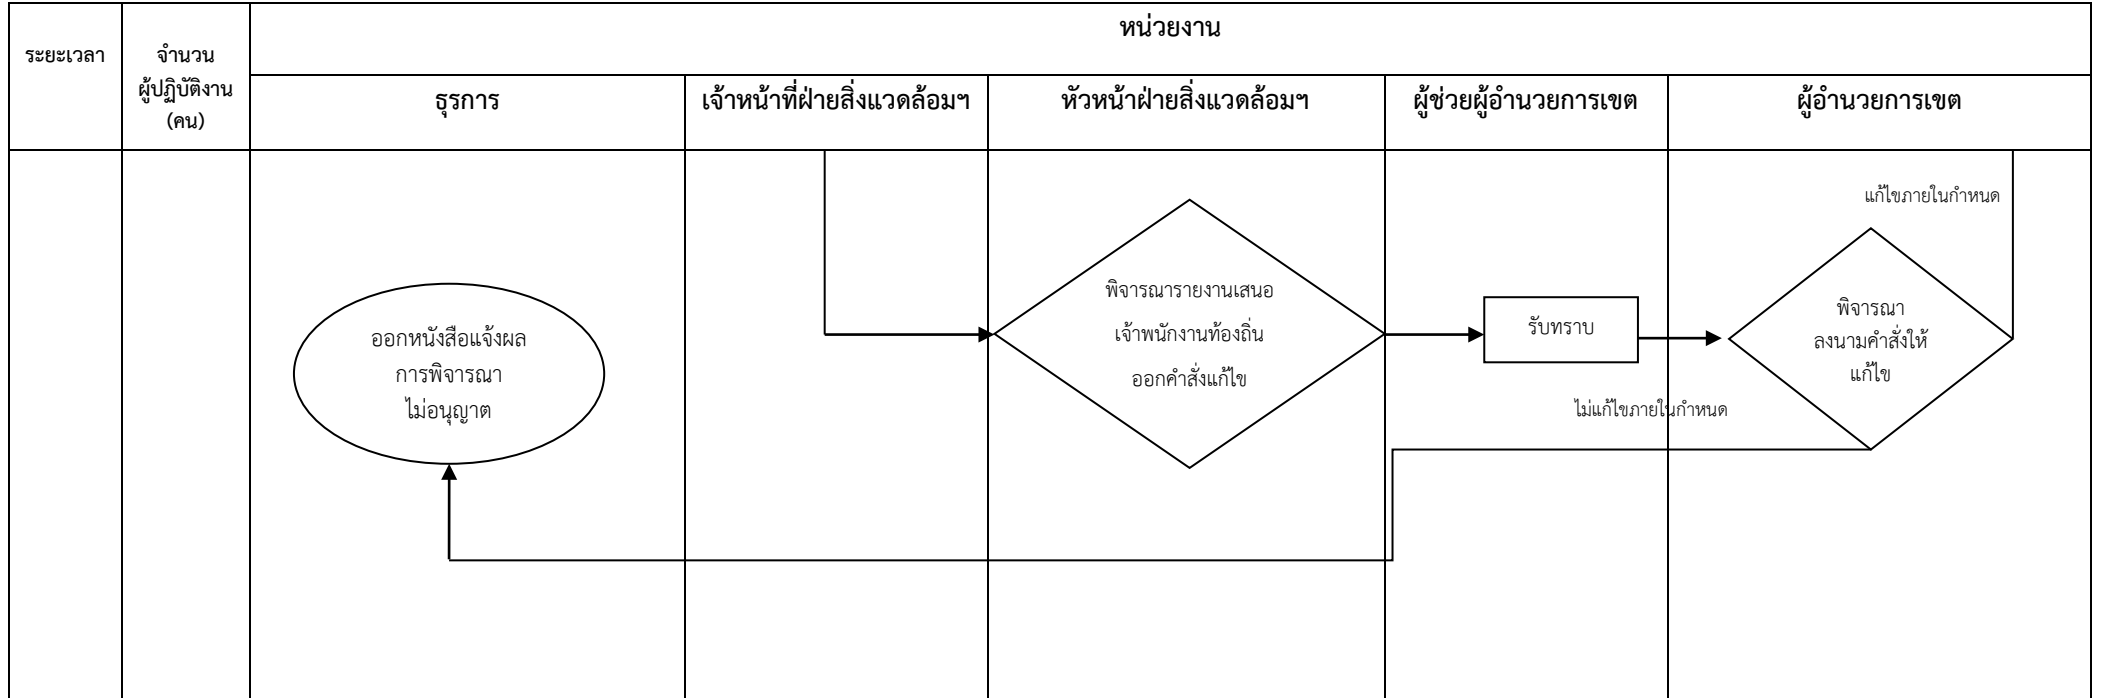 หน่วยงาน
ระยะเวลา
จำนวน
ผู้ปฏิบัติงาน
(คน)
ธุรการ
เจ้าหน้าที่ฝ่ายสิ่งแวดล้อมฯ
หัวหน้าฝ่ายสิ่งแวดล้อมฯ
ผู้ช่วยผู้อำนวยการเขต
ผู้อำนวยการเขต
แก้ไขภายในกำหนด
ออกหนังสือแจ้งผล
การพิจารณา
ไม่อนุญาต
พิจารณารายงานเสนอ
เจ้าพนักงานท้องถิ่น
ออกคำสั่งแก้ไข
รับทราบ
พิจารณา
ลงนามคำสั่งให้
แก้ไข
ไม่แก้ไขภายในกำหนด